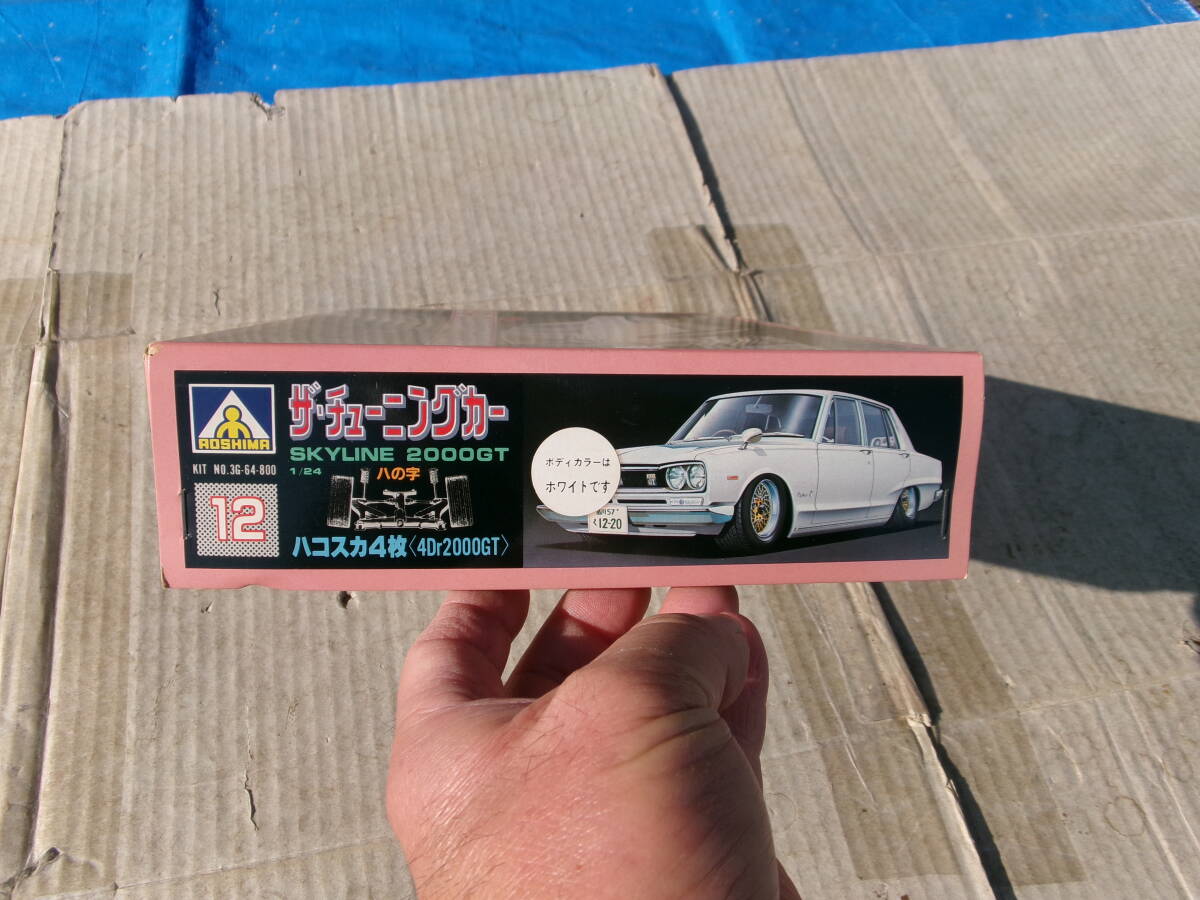 AOSHIMA
KIT NO.3G-64-800
12
ザ・チューニングカー
SKYLINE 2000GT
1/24
ハの字
ハコスカ4枚〈4Dr2000GT〉
ボディカラーは
ホワイトです
12-20